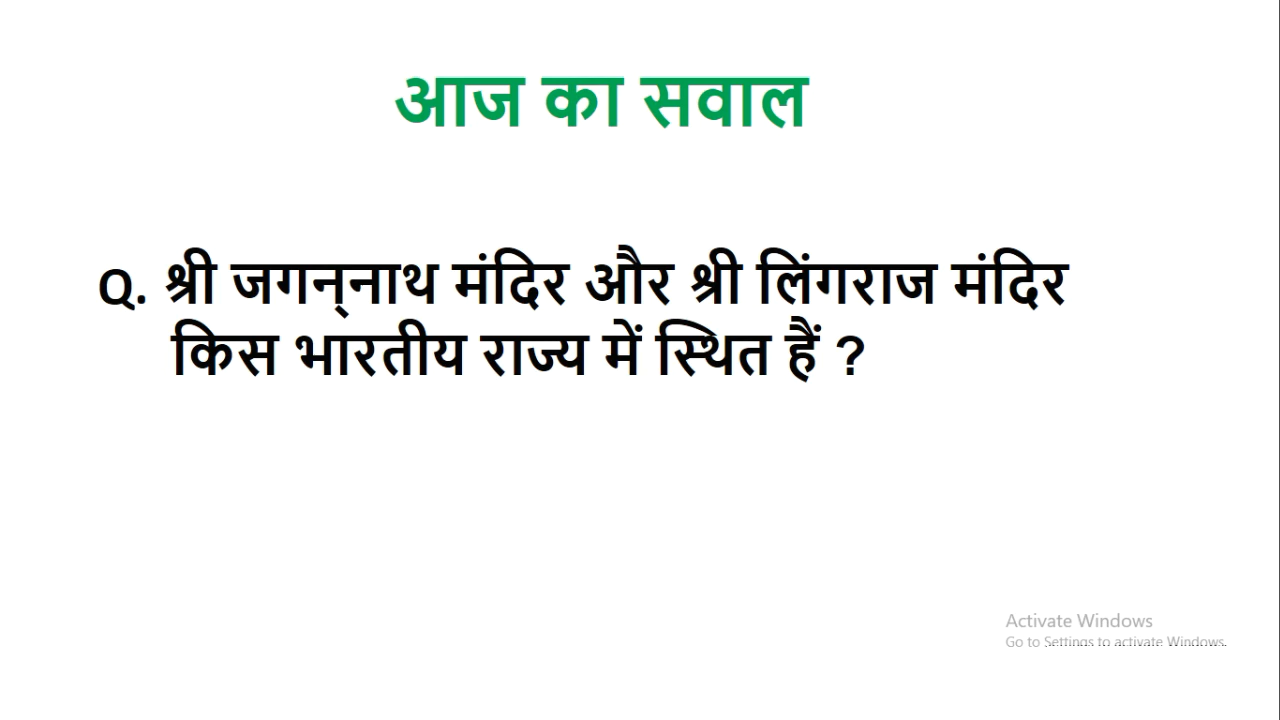 आज का सवाल
Q. श्री जगन्‌नाथ मंदिर और श्री लिंगराज मंदिर
किस भारतीय राज्य में स्थित हैं ?
Activate Windows
Go to Settings to activate Windows.